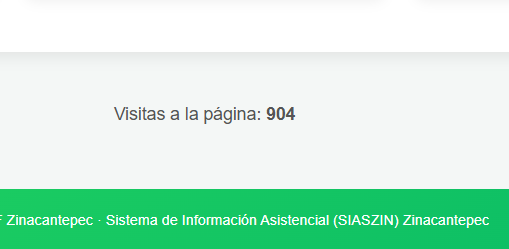 Visitas a la página: 904
Zinacantepec · Sistema de Información Asistencial (SIASZIN) Zinacantepec